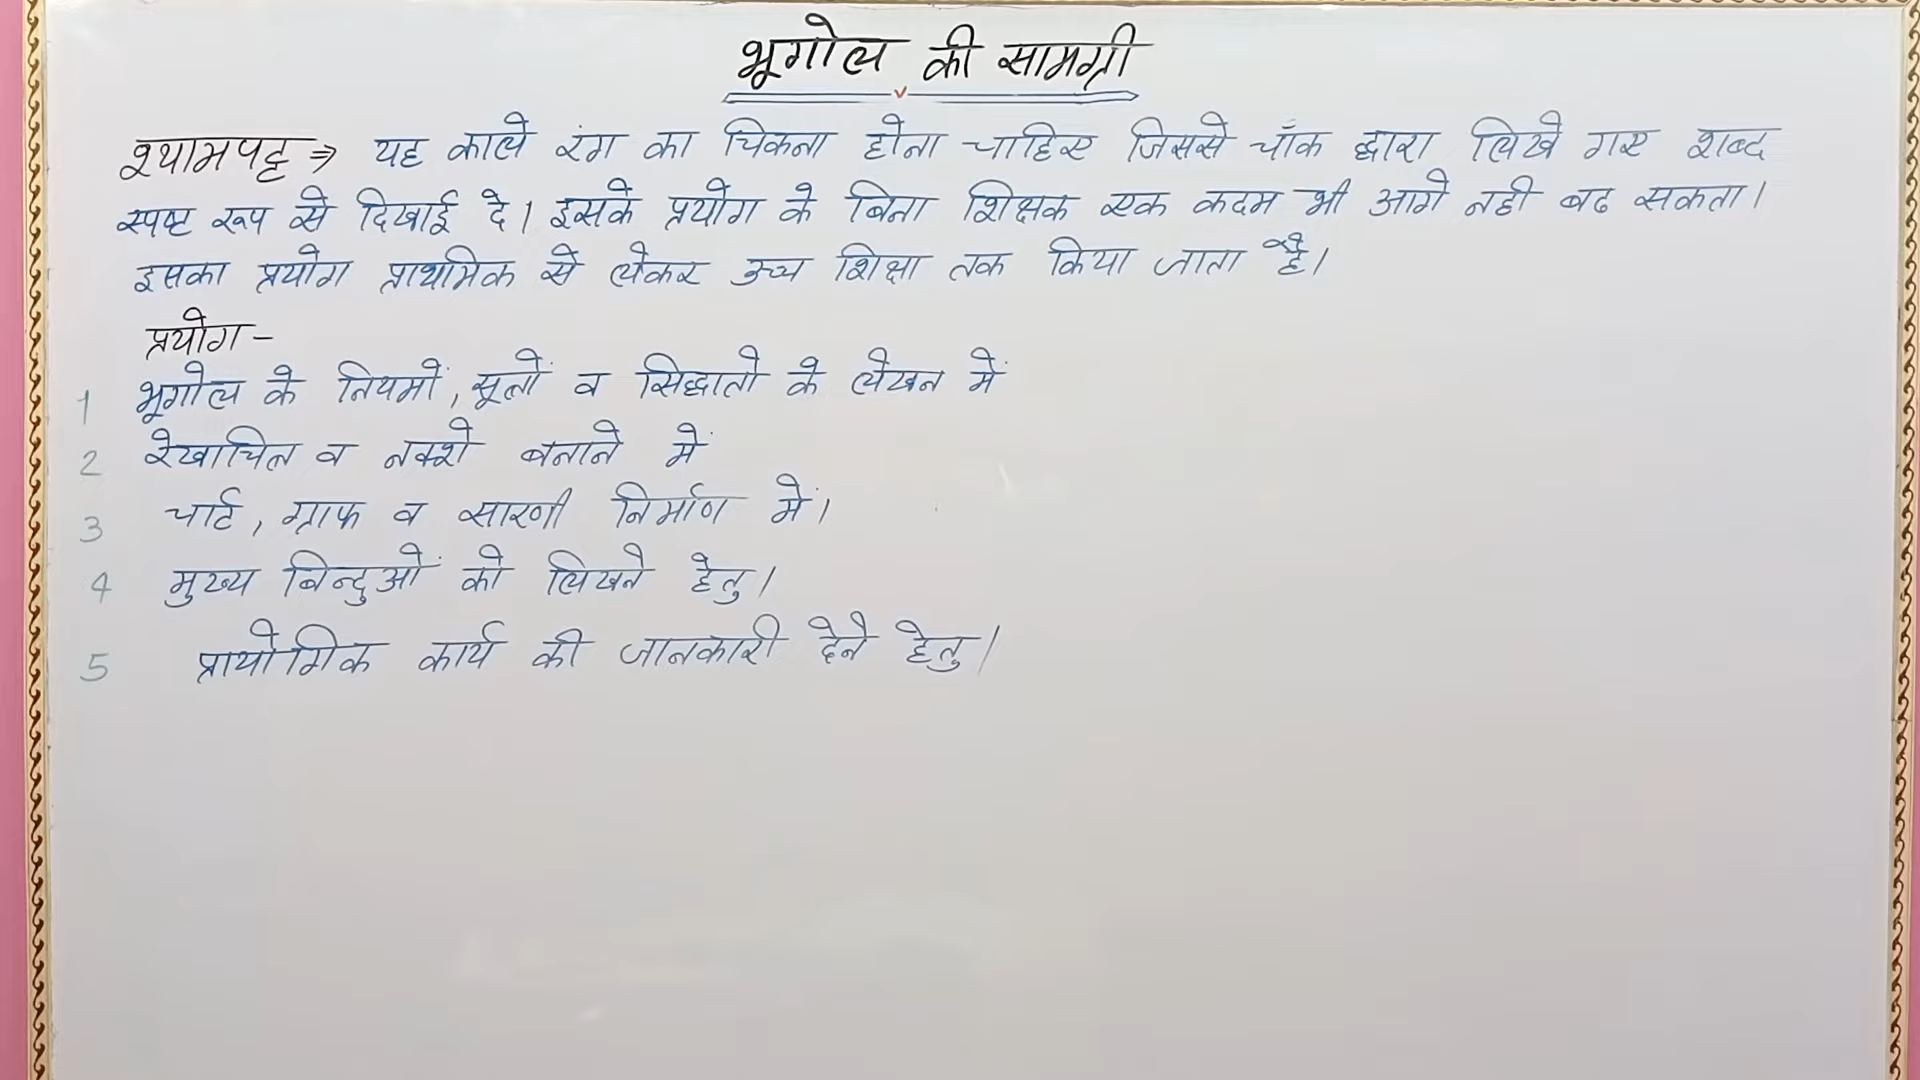 भूगोल की सामग्री
श्यामपट्ट ⇒ यह काले रंग का चिकना होना चाहिए जिससे चॉक द्वारा लिखे गए शब्द
स्पष्ट रूप से दिखाई दे। इसके प्रयोग के बिना शिक्षक एक कदम भी आगे नही बढ सकता।
इसका प्रयोग प्राथमिक से लेकर उच्च शिक्षा तक किया जाता है।
प्रयोग -
1 भूगोल के नियमों, सूत्रों व सिद्धातो के लेखन में
2 रेखाचित्र व नक्शे बनाने में
3 चार्ट, ग्राफ व सारणी निर्माण में।
4 मुख्य बिन्दुओं को लिखने हेतु।
5 प्रायोगिक कार्य की जानकारी देने हेतु।